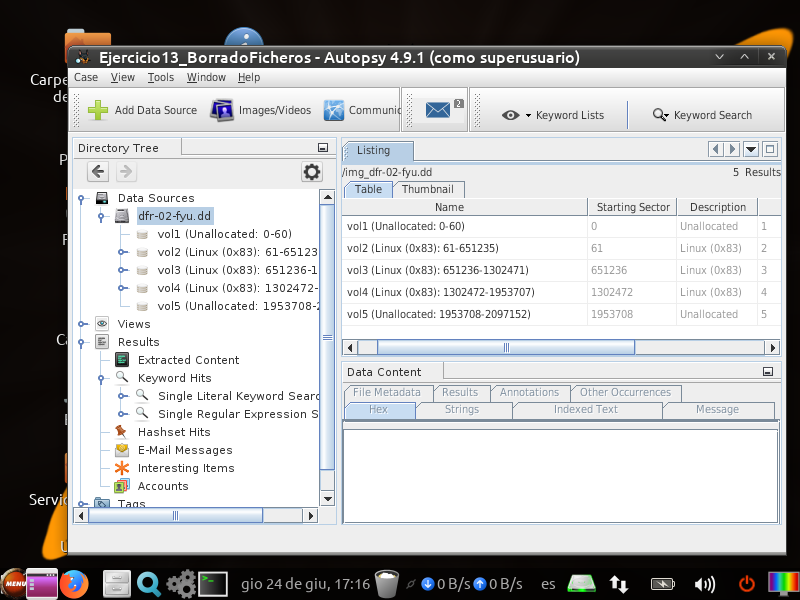 Carpe
de
Ejercicio13_BorradoFicheros - Autopsy 4.9.1 (como superusuario)
Case View Tools Window Help
Add Data Source Images/Videos Communic 2 Keyword Lists Keyword Search
Directory Tree
Data Sources
dfr-02-fyu.dd
vol1 (Unallocated: 0-60)
vol2 (Linux (0x83): 61-6512
vol3 (Linux (0x83): 651236-1
vol4 (Linux (0x83): 1302472-
vol5 (Unallocated: 1953708-2
Views
Results
Extracted Content
Keyword Hits
Single Literal Keyword Searc
Single Regular Expression S
Hashset Hits
E-Mail Messages
Interesting Items
Accounts
Tags
Listing
/img_dfr-02-fyu.dd 5 Results
Table Thumbnail
Name Starting Sector Description
vol1 (Unallocated: 0-60) 0 Unallocated 1
vol2 (Linux (0x83): 61-651235) 61 Linux (0x83) 2
vol3 (Linux (0x83): 651236-1302471) 651236 Linux (0x83) 3
vol4 (Linux (0x83): 1302472-1953707) 1302472 Linux (0x83) 4
vol5 (Unallocated: 1953708-2097152) 1953708 Unallocated 5
Data Content
File Metadata Results Annotations Other Occurrences
Hex Strings Indexed Text Message
Servic
MENU gio 24 de giu, 17:16 0 B/s 0 B/s es